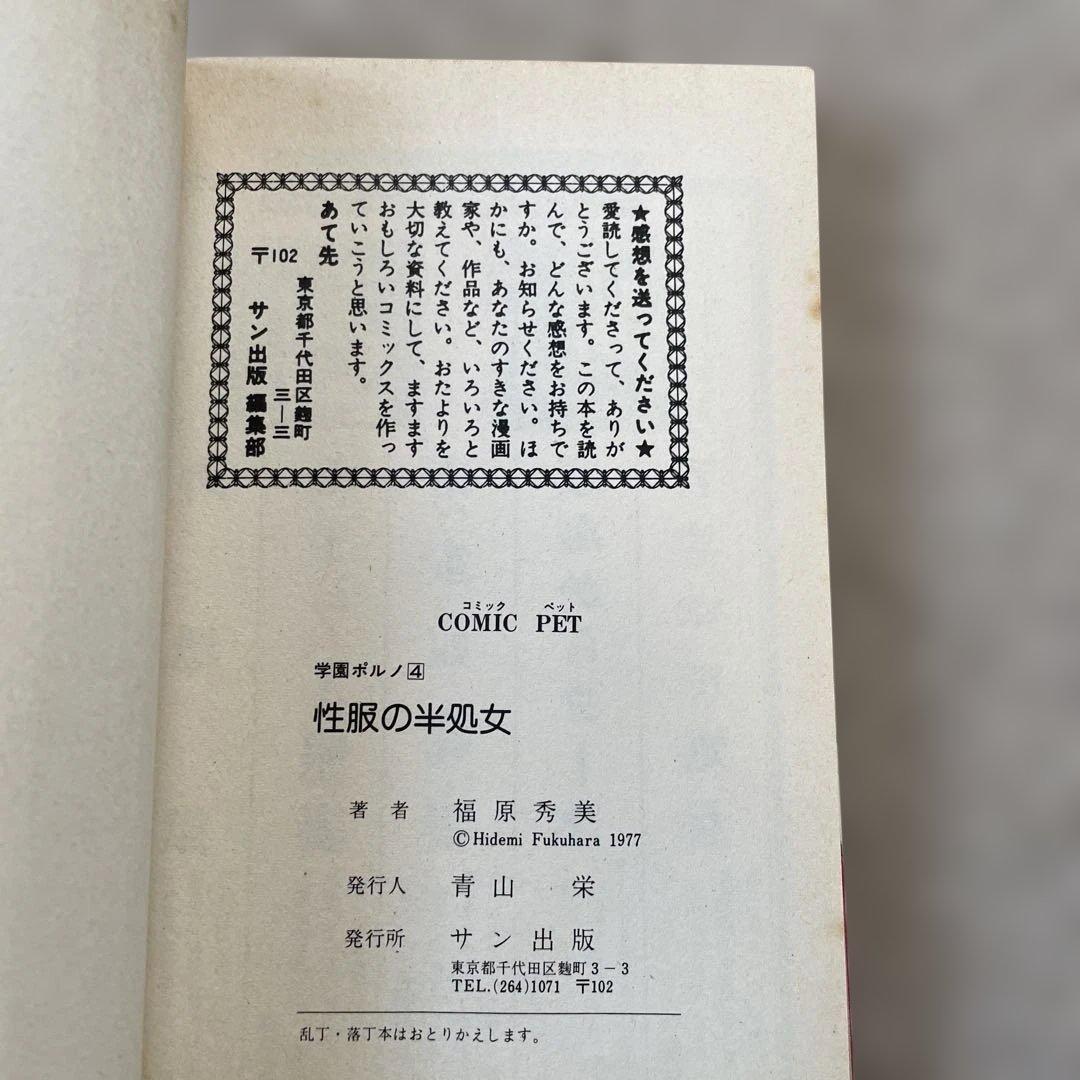 ★感想を送ってください★
愛読してくださって、ありが
とうございます。この本を読
んで、どんな感想をお持ちで
すか。お知らせください。ほ
かにも、あなたのすきな漫画
家や、作品など、いろいろと
教えてください。おたよりを
大切な資料にして、ますます
おもしろいコミックスを作っ
ていこうと思います。
あて先
〒102 東京都千代田区麴町
三―三
サン出版 編集部
コミック ペット
COMIC PET
学園ポルノ4
性服の半処女
著者 福原秀美
©Hidemi Fukuhara 1977
発行人 青山 栄
発行所 サン出版
東京都千代田区麴町3－3
TEL.(264)1071 〒102
乱丁・落丁本はおとりかえします。